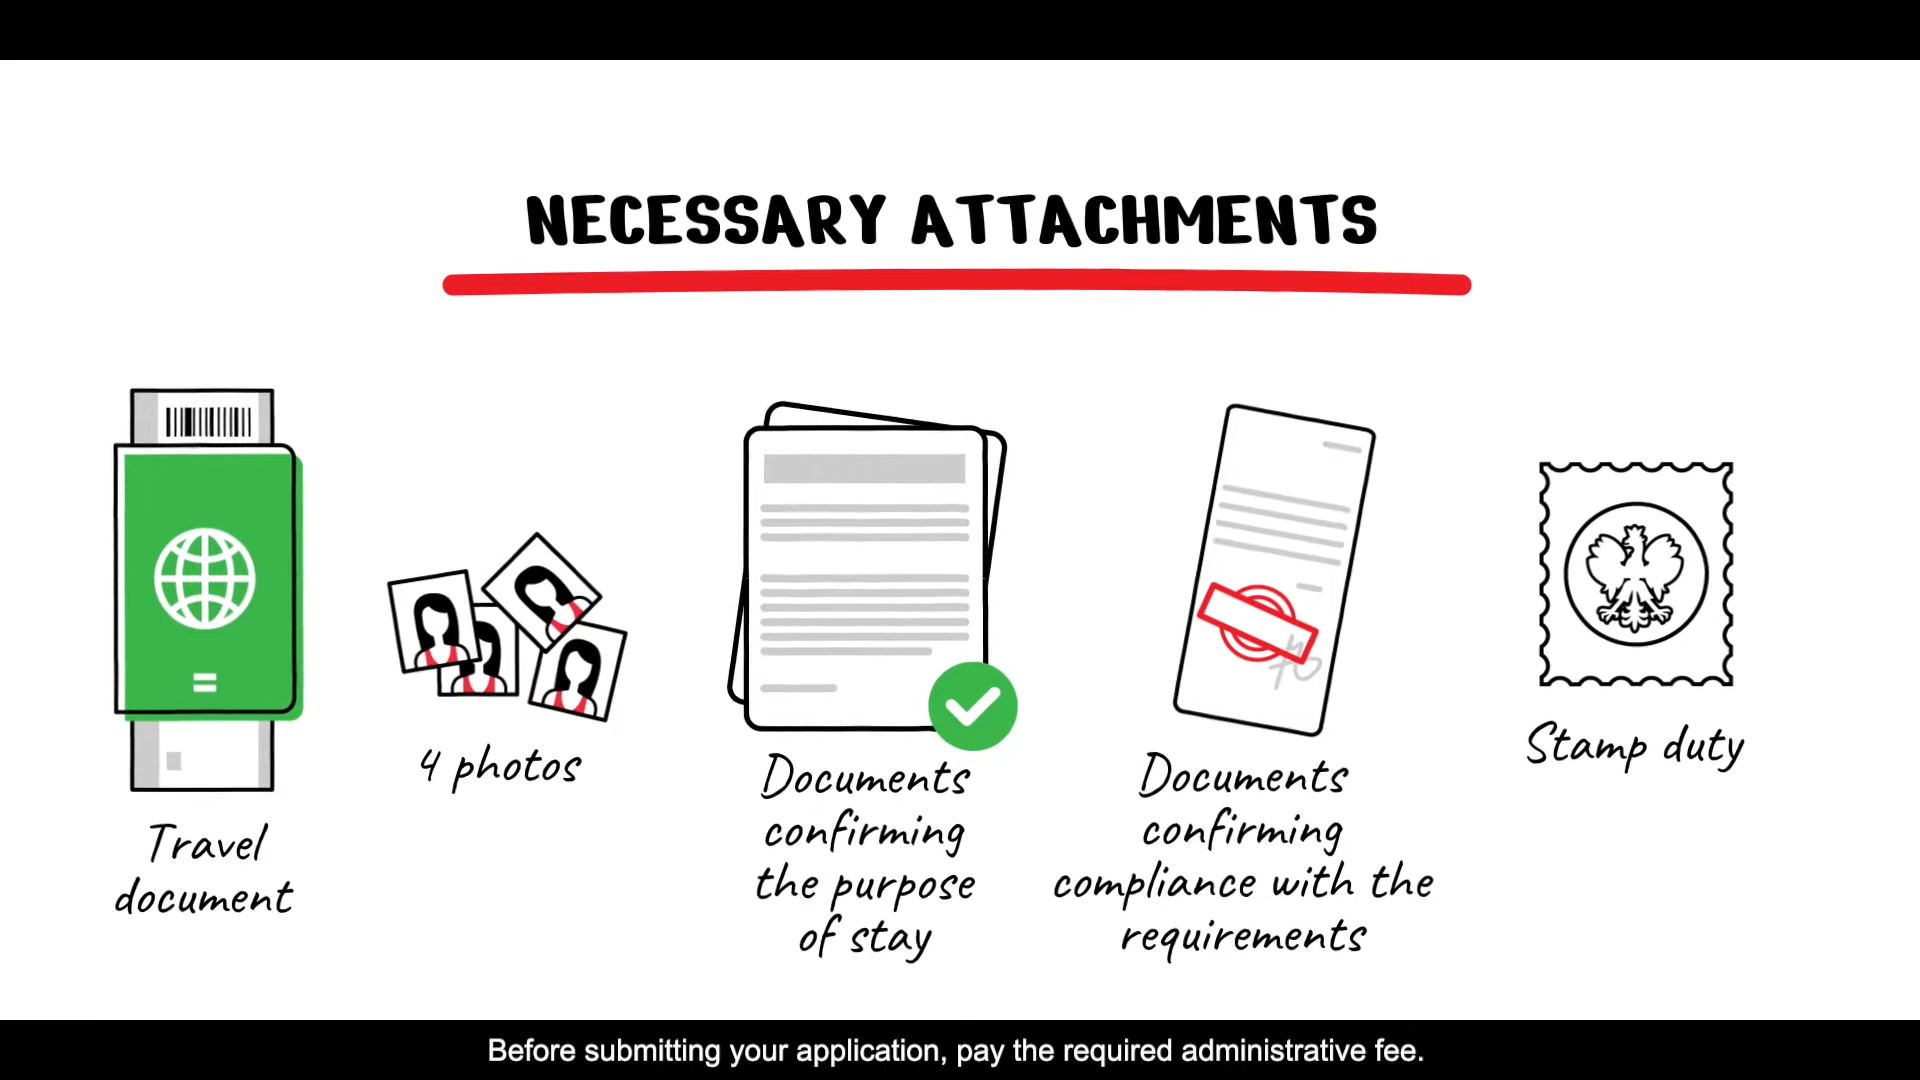 NECESSARY ATTACHMENTS
Travel
document
4 photos
Documents
confirming
the purpose
of stay
Documents
confirming
compliance with the
requirements
Stamp duty
Before submitting your application, pay the required administrative fee.